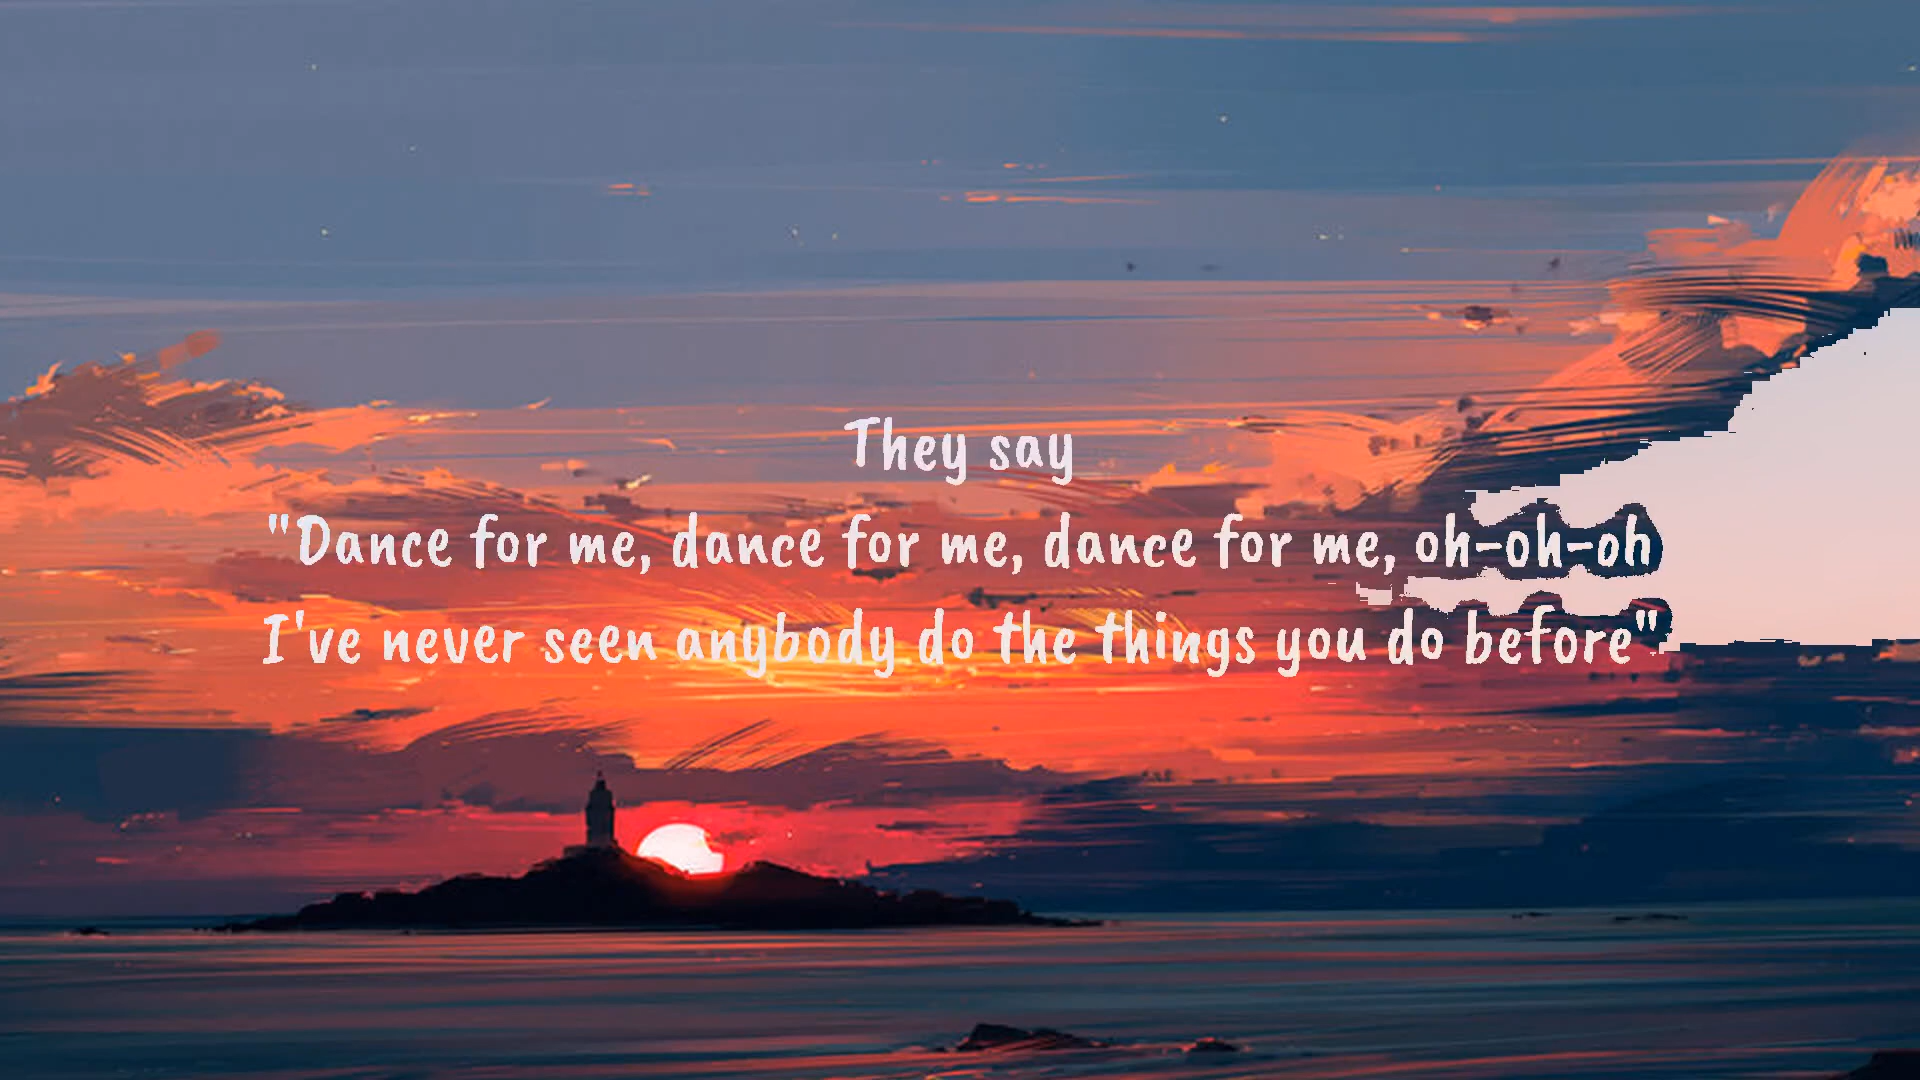 They say
"Dance for me, dance for me, dance for me, oh-oh-oh
I've never seen anybody do the things you do before"